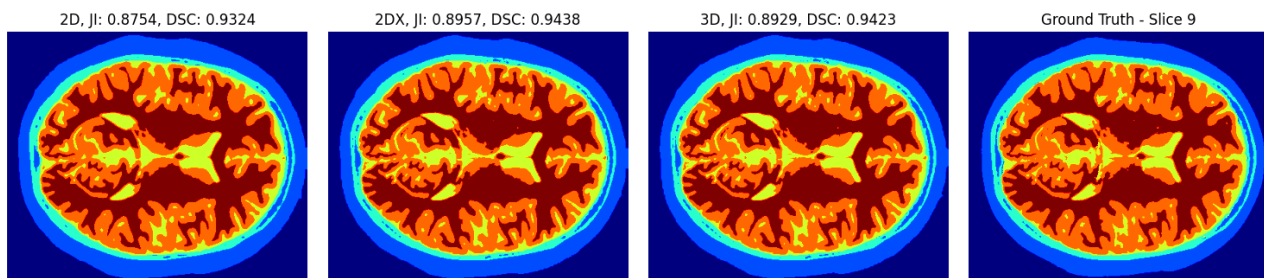 2D, JI: 0.8754, DSC: 0.9324
2DX, JI: 0.8957, DSC: 0.9438
3D, JI: 0.8929, DSC: 0.9423
Ground Truth - Slice 9